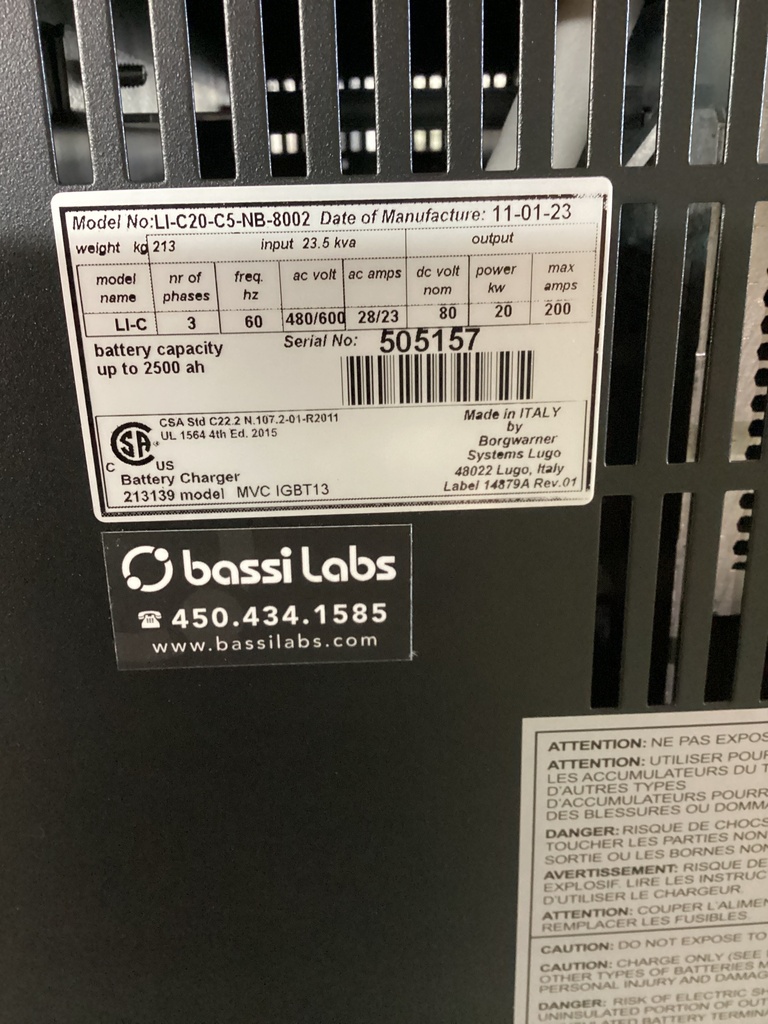 Model No:LI-C20-C5-NB-8002 Date of Manufacture: 11-01-23
weight kg 213 input 23.5 kva output
model name nr of phases freq. hz ac volt ac amps dc volt nom power kw max amps
LI-C 3 60 480/600 28/23 80 20 200
battery capacity
up to 2500 ah
Serial No: 505157
CSA Std C22.2 N.107.2-01-R2011
UL 1564 4th Ed. 2015
SA
C US
Battery Charger
213139 model MVC IGBT13
Made in ITALY
by
Borgwarner
Systems Lugo
48022 Lugo, Italy
Label 14879A Rev.01
bassi Labs
450.434.1585
www.bassilabs.com
ATTENTION: NE PAS EXPOS
ATTENTION: UTILISER POUR
LES ACCUMULATEURS DU T
D'AUTRES TYPES
D'ACCUMULATEURS POURR
DES BLESSURES OU DOMM
DANGER: RISQUE DE CHOCS
TOUCHER LES PARTIES NON
SORTIE OU LES BORNES NON
AVERTISSEMENT: RISQUE DE
EXPLOSIF. LIRE LES INSTRUC
D'UTILISER LE CHARGEUR.
ATTENTION: COUPER L'ALIMEN
REMPLACER LES FUSIBLES.
CAUTION: DO NOT EXPOSE TO
CAUTION: CHARGE ONLY (SEE
OTHER TYPES OF BATTERIES M
PERSONAL INJURY AND DAMAG
DANGER: RISK OF ELECTRIC SH
UNINSULATED PORTION OF OUT
BATTERY TERMINA